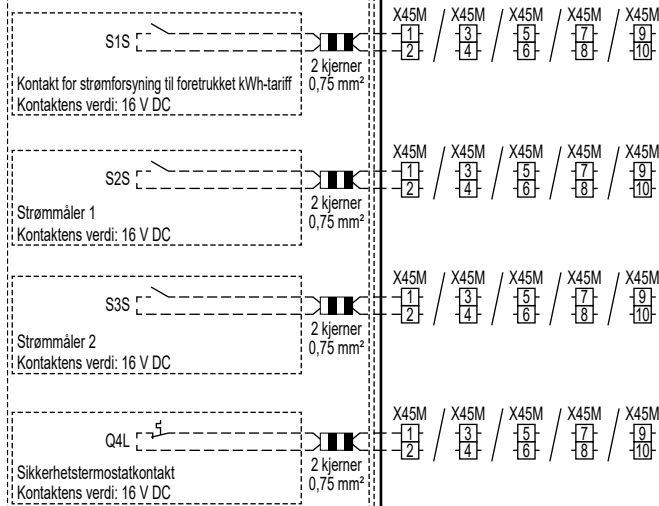 X45M / X45M / X45M / X45M / X45M
S1S 1 3 5 7 9
2 4 6 8 10
2 kjerner
Kontakt for strømforsyning til foretrukket kWh-tariff 0,75 mm²
Kontaktens verdi: 16 V DC
X45M / X45M / X45M / X45M / X45M
S2S 1 3 5 7 9
2 4 6 8 10
2 kjerner
Strømmåler 1 0,75 mm²
Kontaktens verdi: 16 V DC
X45M / X45M / X45M / X45M / X45M
S3S 1 3 5 7 9
2 4 6 8 10
2 kjerner
Strømmåler 2 0,75 mm²
Kontaktens verdi: 16 V DC
X45M / X45M / X45M / X45M / X45M
Q4L 1 3 5 7 9
2 4 6 8 10
2 kjerner
Sikkerhetstermostatkontakt 0,75 mm²
Kontaktens verdi: 16 V DC